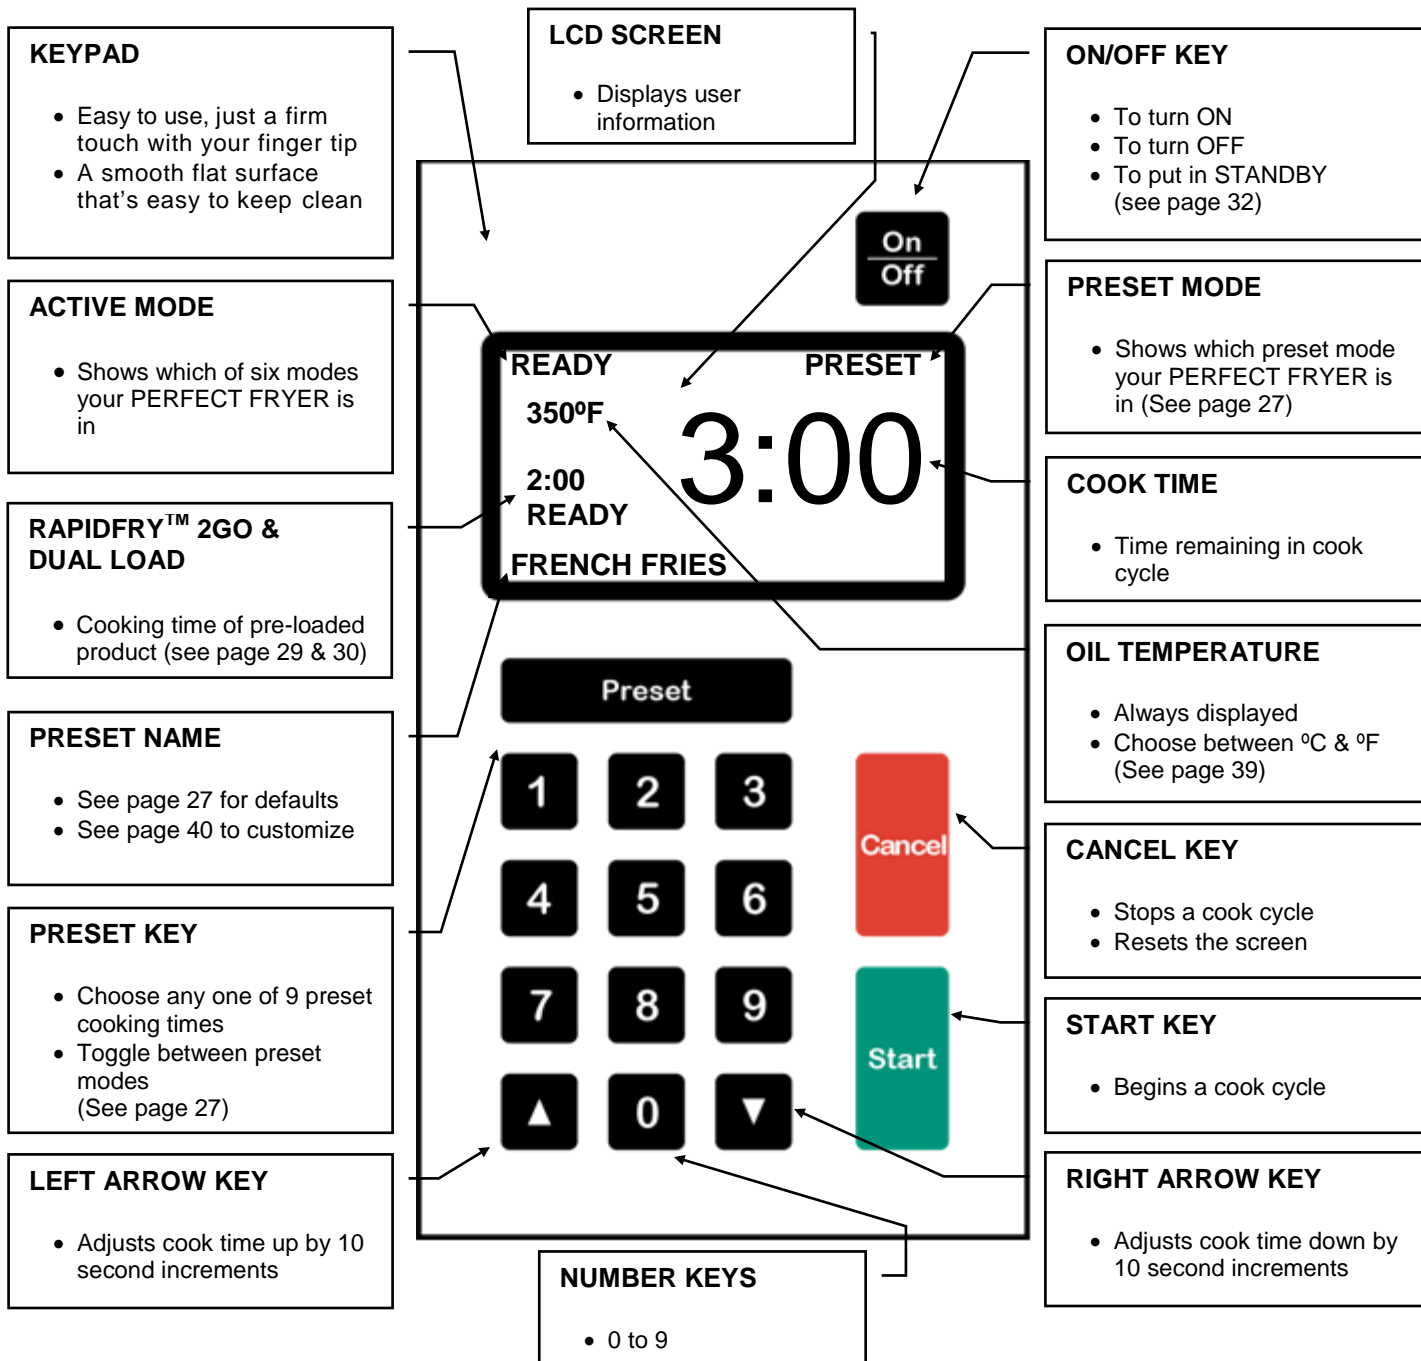 KEYPAD
• Easy to use, just a firm
touch with your finger tip
• A smooth flat surface
that's easy to keep clean
LCD SCREEN
• Displays user
information
ON/OFF KEY
• To turn ON
• To turn OFF
• To put in STANDBY
(see page 32)
ACTIVE MODE
• Shows which of six modes
your PERFECT FRYER is
in
PRESET MODE
• Shows which preset mode
your PERFECT FRYER is
in (See page 27)
RAPIDFRY™ 2GO &
DUAL LOAD
• Cooking time of pre-loaded
product (see page 29 & 30)
COOK TIME
• Time remaining in cook
cycle
PRESET NAME
• See page 27 for defaults
• See page 40 to customize
OIL TEMPERATURE
• Always displayed
• Choose between ºC & ºF
(See page 39)
PRESET KEY
• Choose any one of 9 preset
cooking times
• Toggle between preset
modes
(See page 27)
CANCEL KEY
• Stops a cook cycle
• Resets the screen
START KEY
• Begins a cook cycle
LEFT ARROW KEY
• Adjusts cook time up by 10
second increments
NUMBER KEYS
• 0 to 9
RIGHT ARROW KEY
• Adjusts cook time down by
10 second increments
On
Off
READY PRESET
350ºF
3:00
2:00
READY
FRENCH FRIES
Preset
1 2 3
4 5 6
7 8 9
▲ 0 ▼
Cancel
Start